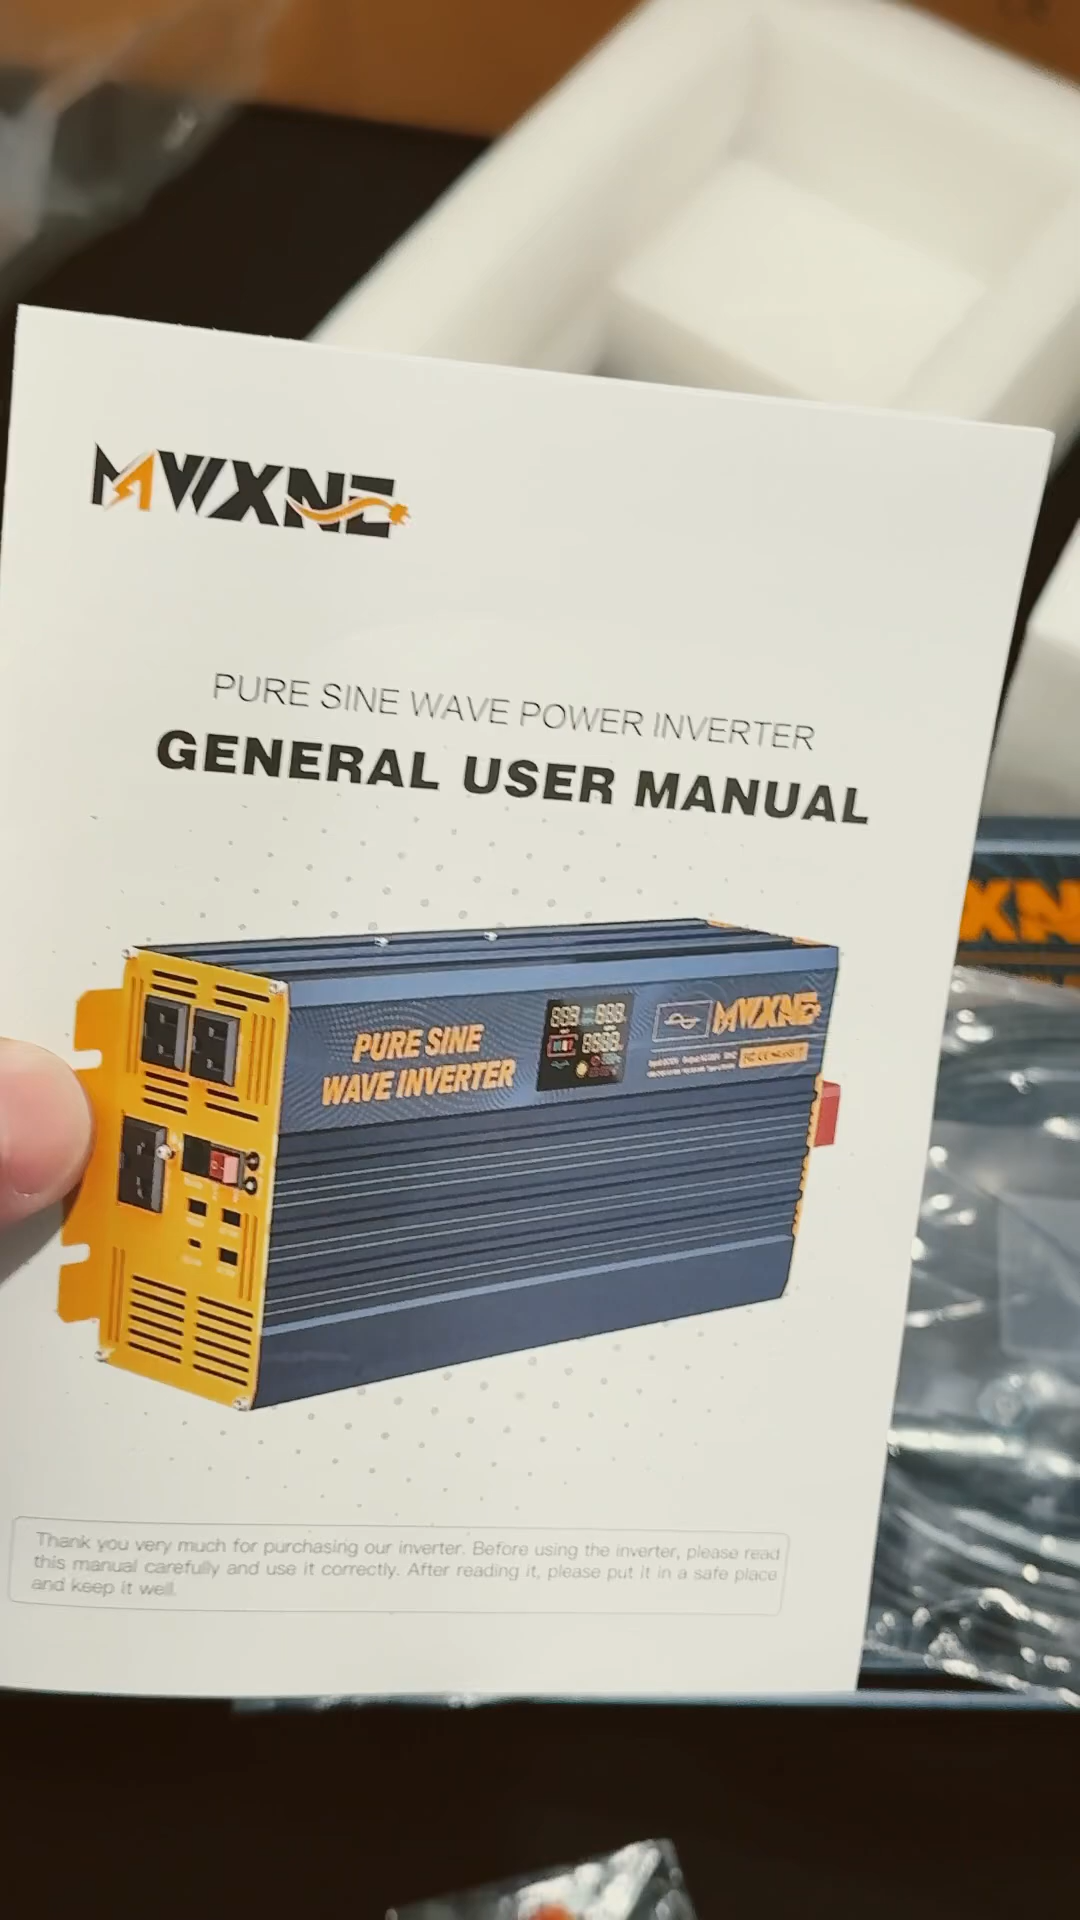 MWXNE
PURE SINE WAVE POWER INVERTER
GENERAL USER MANUAL
PURE SINE
WAVE INVERTER
MWXNE
XN
Thank you very much for purchasing our inverter. Before using the inverter, please read
this manual carefully and use it correctly. After reading it, please put it in a safe place
and keep it well.